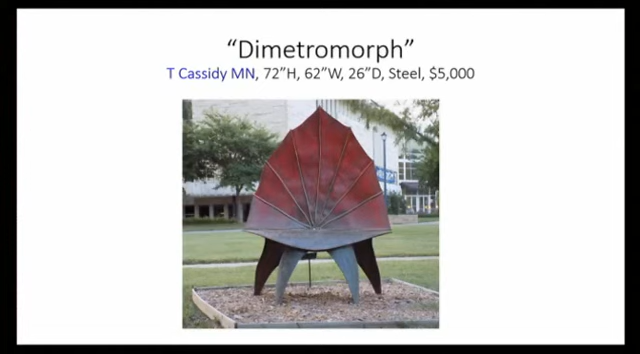 “Dimetromorph”
T Cassidy MN, 72”H, 62”W, 26”D, Steel, $5,000